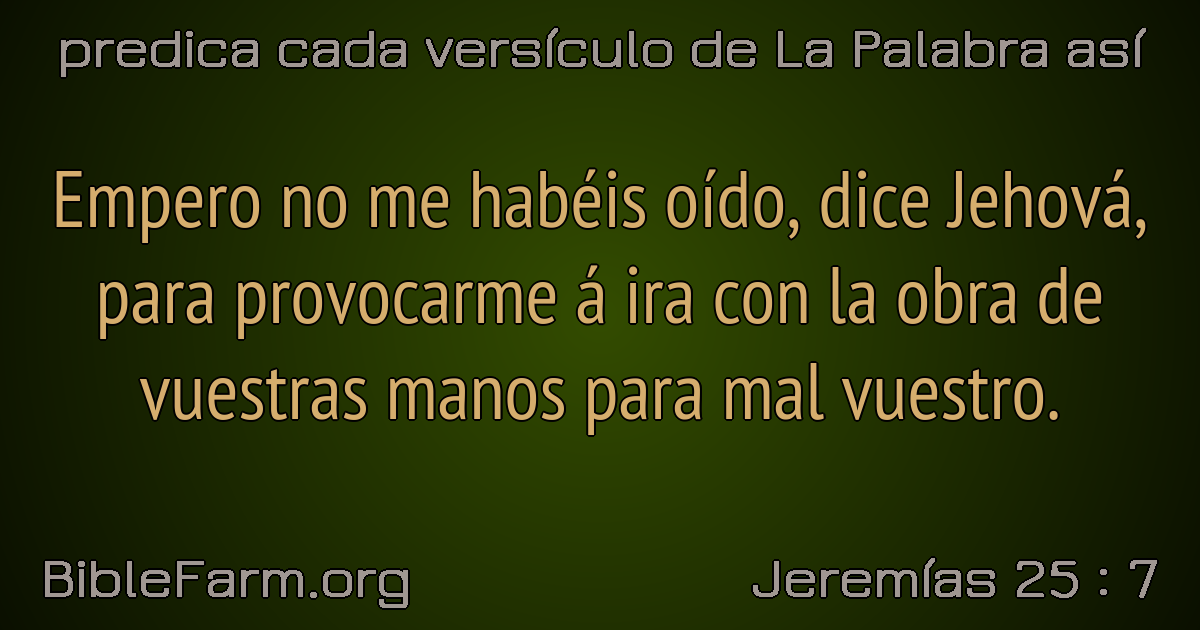 predica cada versículo de La Palabra así
Empero no me habéis oído, dice Jehová,
para provocarme á ira con la obra de
vuestras manos para mal vuestro.
BibleFarm.org
Jeremías 25 : 7